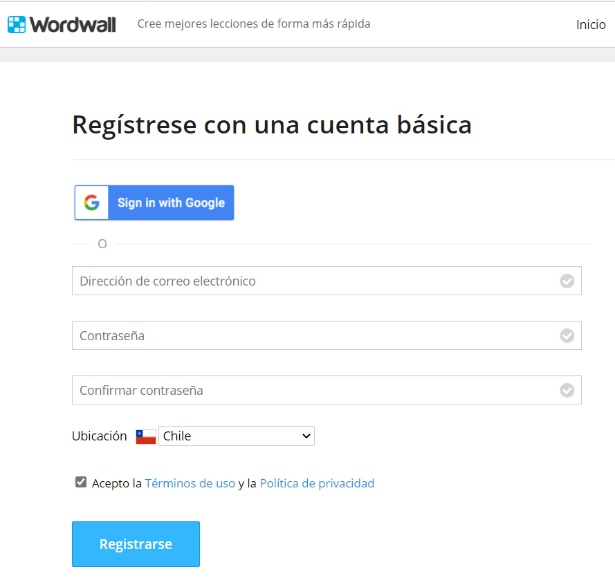 Wordwall Cree mejores lecciones de forma más rápida Inicio
Regístrese con una cuenta básica
G Sign in with Google
O
Dirección de correo electrónico
Contraseña
Confirmar contraseña
Ubicación Chile
Acepto la Términos de uso y la Política de privacidad
Registrarse